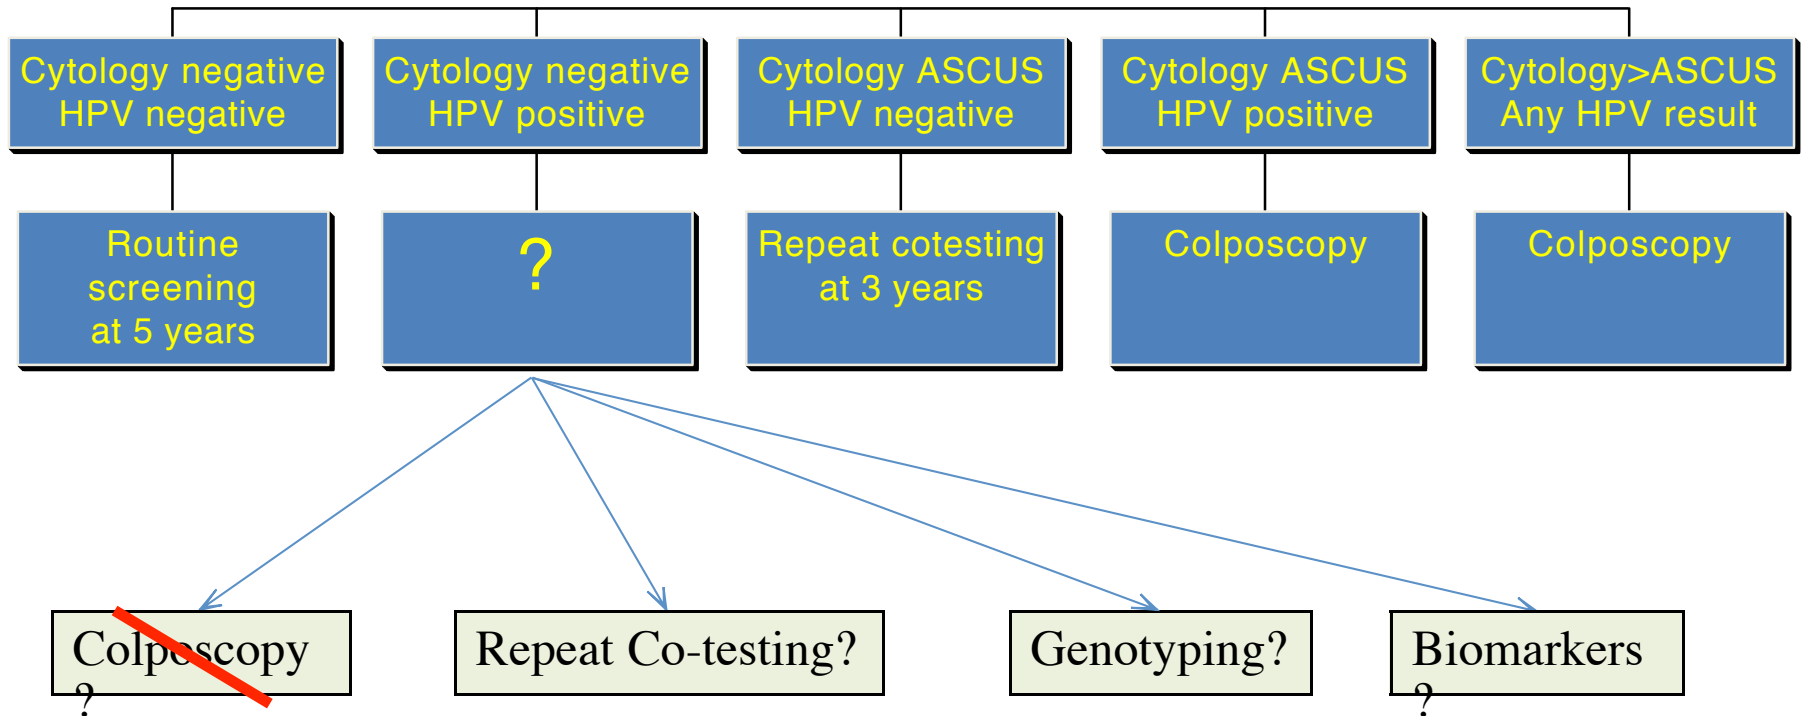 Cytology negative
HPV negative
Cytology negative
HPV positive
Cytology ASCUS
HPV negative
Cytology ASCUS
HPV positive
Cytology>ASCUS
Any HPV result
Routine
screening
at 5 years
?
Repeat cotesting
at 3 years
Colposcopy
Colposcopy
Colposcopy
?
Repeat Co-testing?
Genotyping?
Biomarkers
?